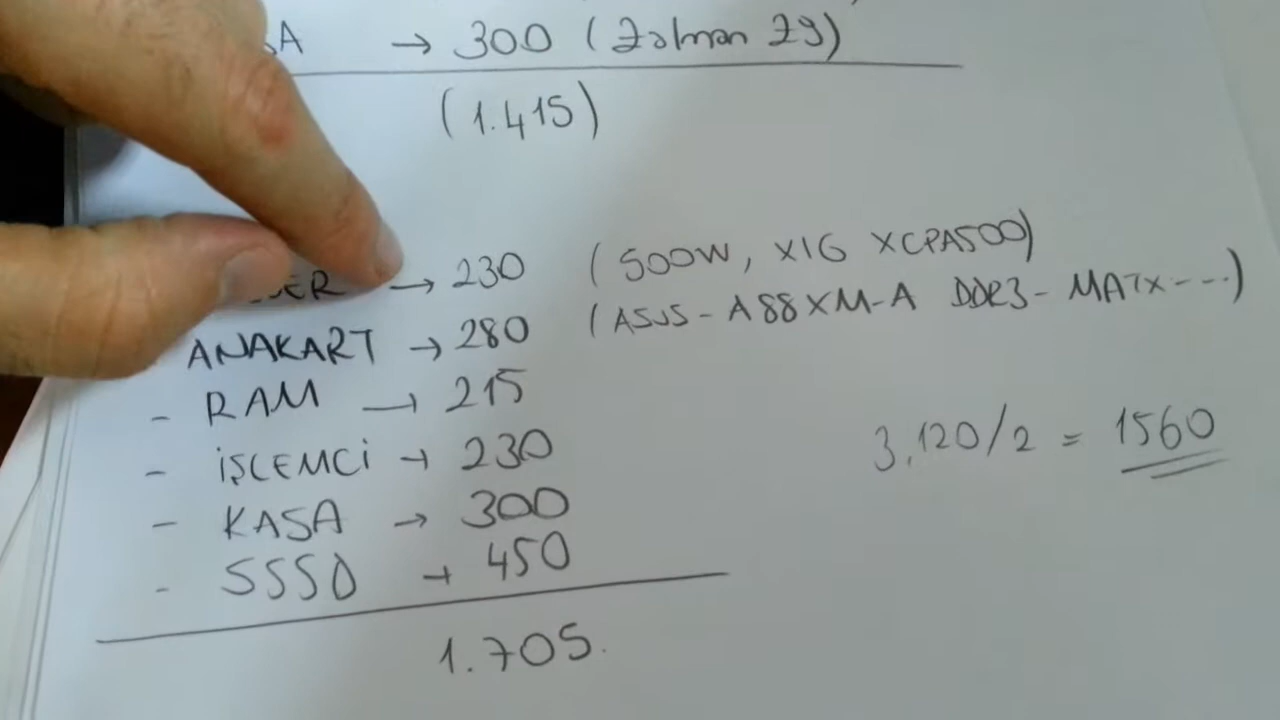 → 300 (Zalman Z9)
(1.415)
→ 230 (500W, XIG XCPA500)
ANAKART → 280 (ASUS - A88XM-A DDR3 - MATX ---)
- RAM → 215
- İŞLEMCİ → 230
- KASA → 300
- SSSD → 450
1.705.
3.120/2 = 1560